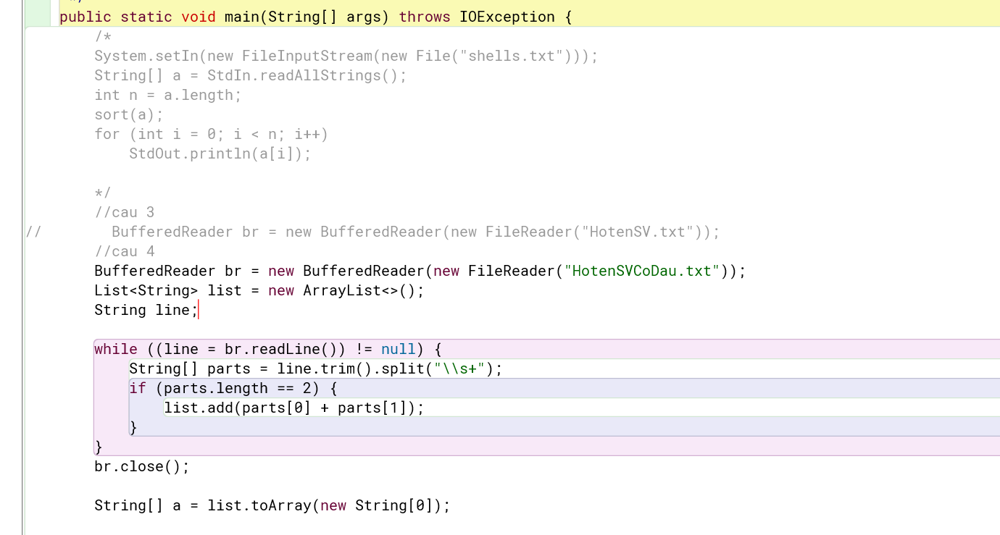 */
public static void main(String[] args) throws IOException {
    /*
    System.setIn(new FileInputStream(new File("shells.txt")));
    String[] a = StdIn.readAllStrings();
    int n = a.length;
    sort(a);
    for (int i = 0; i < n; i++)
        StdOut.println(a[i]);

    */
    //cau 3
//        BufferedReader br = new BufferedReader(new FileReader("HotenSV.txt"));
    //cau 4
    BufferedReader br = new BufferedReader(new FileReader("HotenSVCoDau.txt"));
    List<String> list = new ArrayList<>();
    String line;

    while ((line = br.readLine()) != null) {
        String[] parts = line.trim().split("\\s+");
        if (parts.length == 2) {
            list.add(parts[0] + parts[1]);
        }
    }
    br.close();

    String[] a = list.toArray(new String[0]);